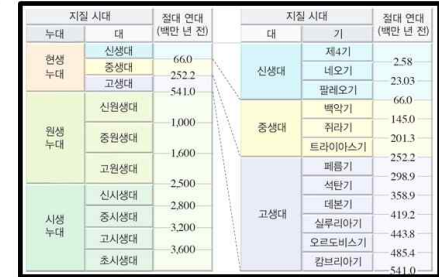 지질 시대 절대 연대
누대 대 (백만 년 전)
현생
누대
신생대
66.0
중생대
252.2
고생대
541.0
원생
누대
신원생대
1,000
중원생대
1,600
고원생대
2,500
시생
누대
신시생대
2,800
중시생대
3,200
고시생대
3,600
초시생대
지질 시대 절대 연대
대 기 (백만 년 전)
신생대
제4기
2.58
네오기
23.03
팔레오기
66.0
중생대
백악기
145.0
쥐라기
201.3
트라이아스기
252.2
고생대
페름기
298.9
석탄기
358.9
데본기
419.2
실루리아기
443.8
오르도비스기
485.4
캄브리아기
541.0